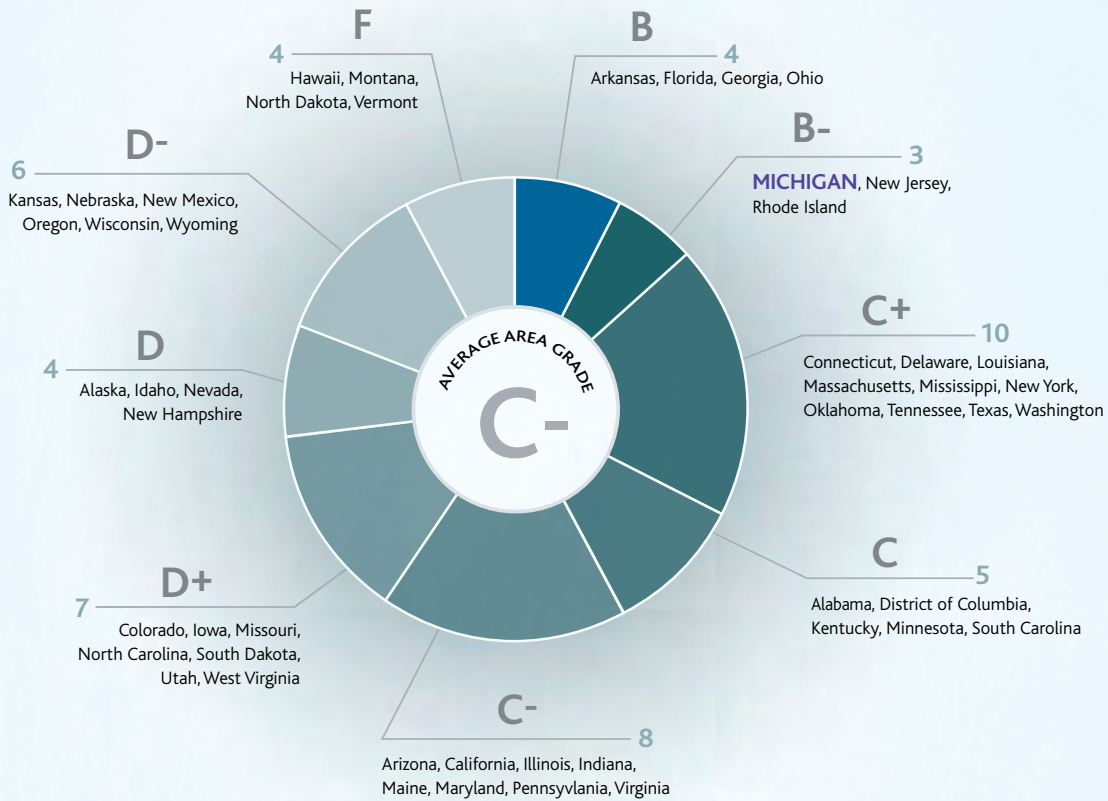 F
4
Hawaii, Montana,
North Dakota, Vermont
B
4
Arkansas, Florida, Georgia, Ohio
B-
3
MICHIGAN, New Jersey,
Rhode Island
C+
10
Connecticut, Delaware, Louisiana,
Massachusetts, Mississippi, New York,
Oklahoma, Tennessee, Texas, Washington
C
5
Alabama, District of Columbia,
Kentucky, Minnesota, South Carolina
C-
8
Arizona, California, Illinois, Indiana,
Maine, Maryland, Pennsyvlania, Virginia
D+
7
Colorado, Iowa, Missouri,
North Carolina, South Dakota,
Utah, West Virginia
D
4
Alaska, Idaho, Nevada,
New Hampshire
D-
6
Kansas, Nebraska, New Mexico,
Oregon, Wisconsin, Wyoming
AVERAGE AREA GRADE
C-